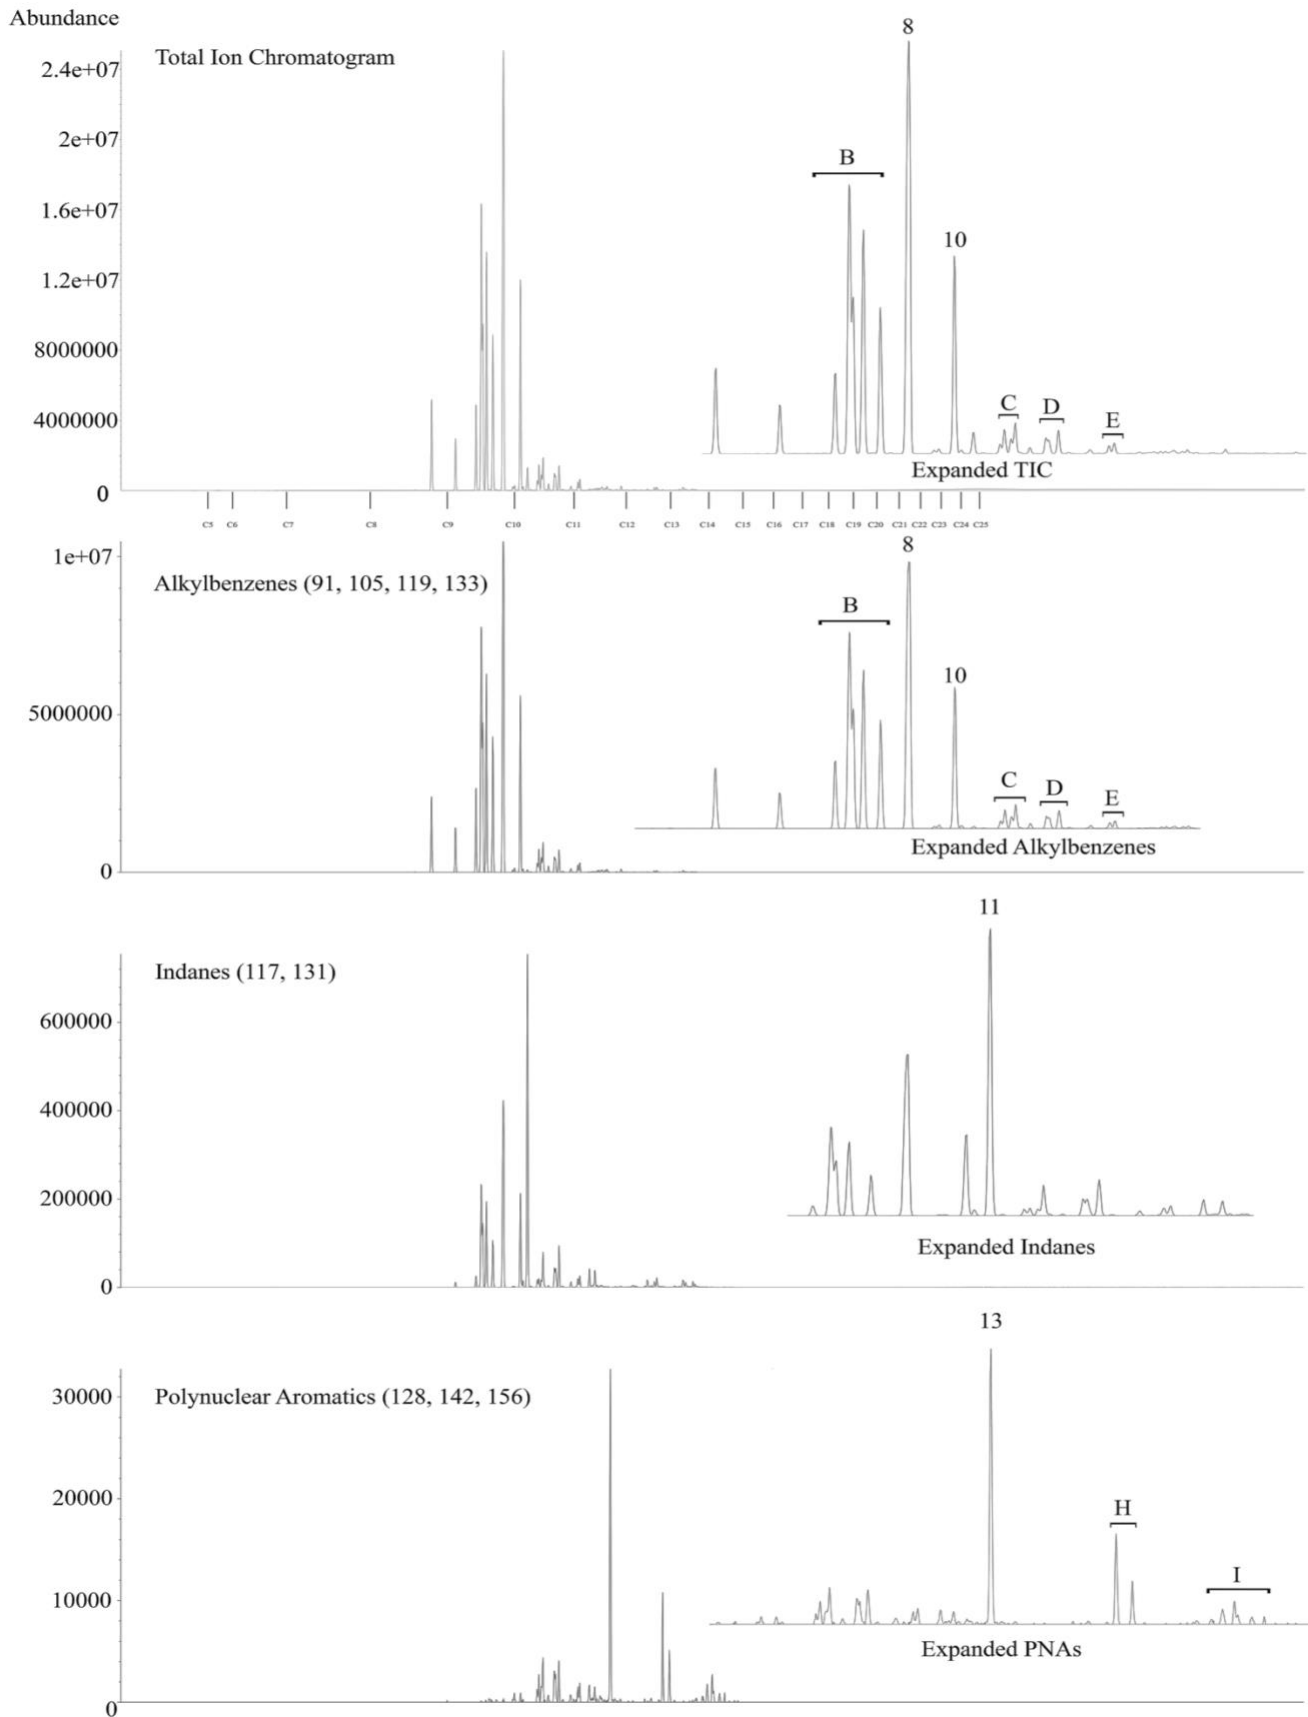 Abundance
8
Total Ion Chromatogram
2.4e+07
2e+07
B
1.6e+07
10
1.2e+07
8000000
C D E
4000000
Expanded TIC
0
C5 C6 C7 C8 C9 C10 C11 C12 C13 C14 C15 C16 C17 C18 C19 C20 C21 C22 C23 C24 C25
8
1e+07
Alkylbenzenes (91, 105, 119, 133)
B
10
5000000
C D E
Expanded Alkylbenzenes
0
11
Indanes (117, 131)
600000
400000
200000
Expanded Indanes
0
13
30000
Polynuclear Aromatics (128, 142, 156)
20000
H
I
10000
Expanded PNAs
0